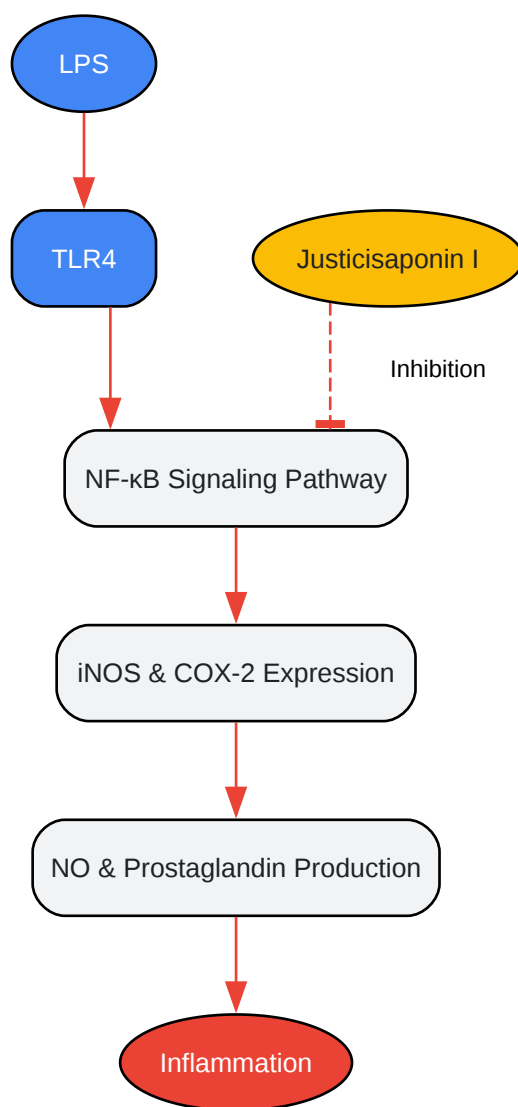 LPS
TLR4
Justicisaponin I
Inhibition
NF-κB Signaling Pathway
iNOS & COX-2 Expression
NO & Prostaglandin Production
Inflammation